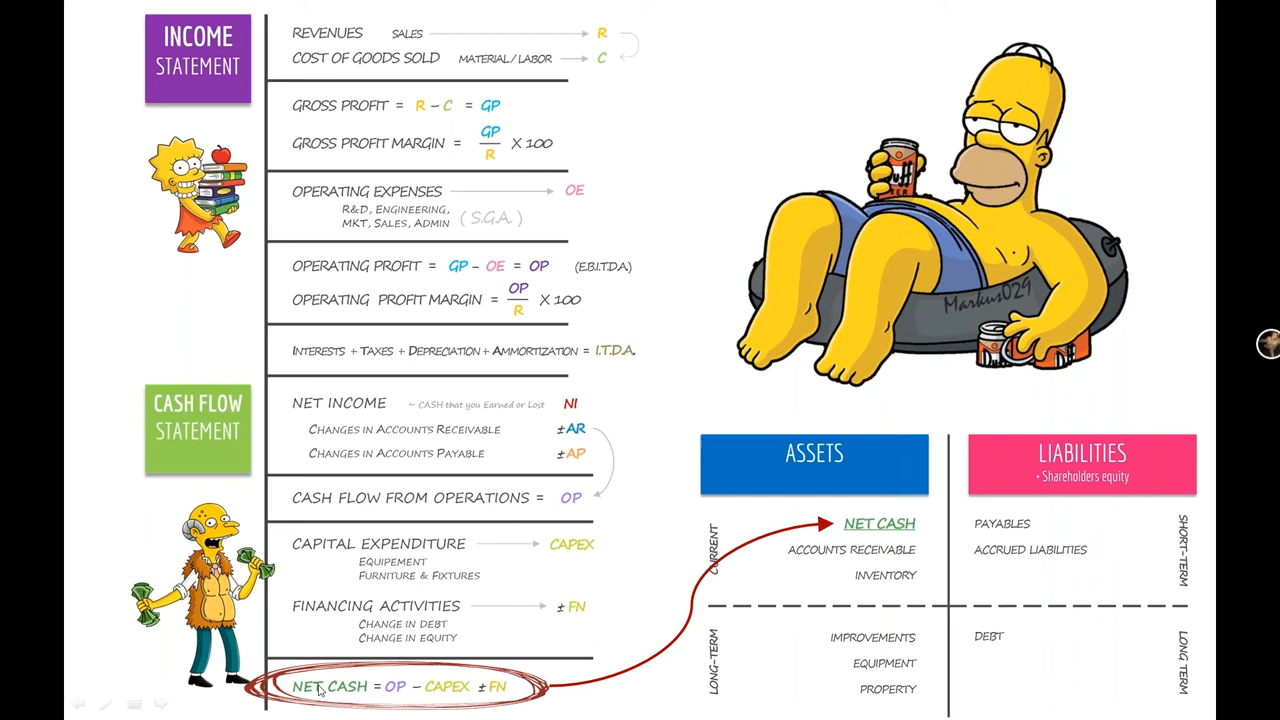 INCOME
STATEMENT
REVENUES SALES R
COST OF GOODS SOLD MATERIAL / LABOR C
GROSS PROFIT = R – C = GP
GROSS PROFIT MARGIN = GP / R X 100
OPERATING EXPENSES OE
R&D, ENGINEERING,
MKT, SALES, ADMIN ( S.G.A. )
OPERATING PROFIT = GP – OE = OP (E.B.I.T.D.A.)
OPERATING PROFIT MARGIN = OP / R X 100
INTERESTS + TAXES + DEPRECIATION + AMMORTIZATION = I.T.D.A.
CASH FLOW
STATEMENT
NET INCOME ~ CASH that you Earned or Lost NI
CHANGES IN ACCOUNTS RECEIVABLE ±AR
CHANGES IN ACCOUNTS PAYABLE ±AP
CASH FLOW FROM OPERATIONS = OP
CAPITAL EXPENDITURE CAPEX
EQUIPEMENT
FURNITURE & FIXTURES
FINANCING ACTIVITIES ± FN
CHANGE IN DEBT
CHANGE IN EQUITY
NET CASH = OP – CAPEX ± FN
Duff
BEER
Markus029
Duff
ASSETS
LIABILITIES
+ Shareholders equity
CURRENT
NET CASH
ACCOUNTS RECEIVABLE
INVENTORY
PAYABLES
ACCRUED LIABILITIES
SHORT-TERM
LONG-TERM
IMPROVEMENTS
EQUIPMENT
PROPERTY
DEBT
LONG TERM